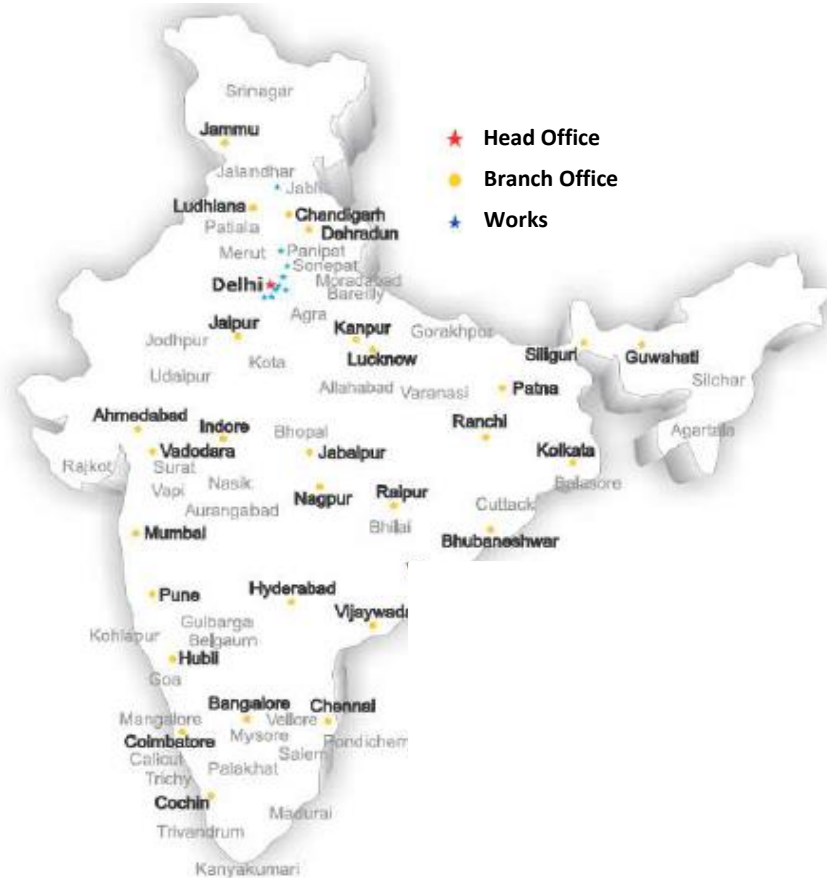 Srinagar
Jammu
Head Office
Jalandhar
Branch Office
Ludhiana
Chandigarh
Works
Patiala
Dehradun
Merut
Panipat
Sonepat
Delhi
Moradabad
Bareilly
Agra
Jaipur
Kanpur
Gorakhpor
Jodhpur
Lucknow
Siliguri
Guwahati
Kota
Udaipur
Allahabad
Varanasi
Patna
Silchar
Ahmedabad
Indore
Bhopal
Ranchi
Agartala
Vadodara
Jabalpur
Kolkata
Rajkot
Surat
Nasik
Balasore
Vapi
Nagpur
Raipur
Aurangabad
Cuttack
Bhilai
Mumbai
Bhubaneshwar
Hyderabad
Pune
Vijaywada
Gulbarga
Kohlapur
Belgaum
Hubli
Goa
Bangalore
Chennai
Mangalore
Vellore
Coimbatore
Mysore
Pondicherri
Calicut
Salem
Trichy
Palakhat
Cochin
Madurai
Trivandrum
Kanyakumari